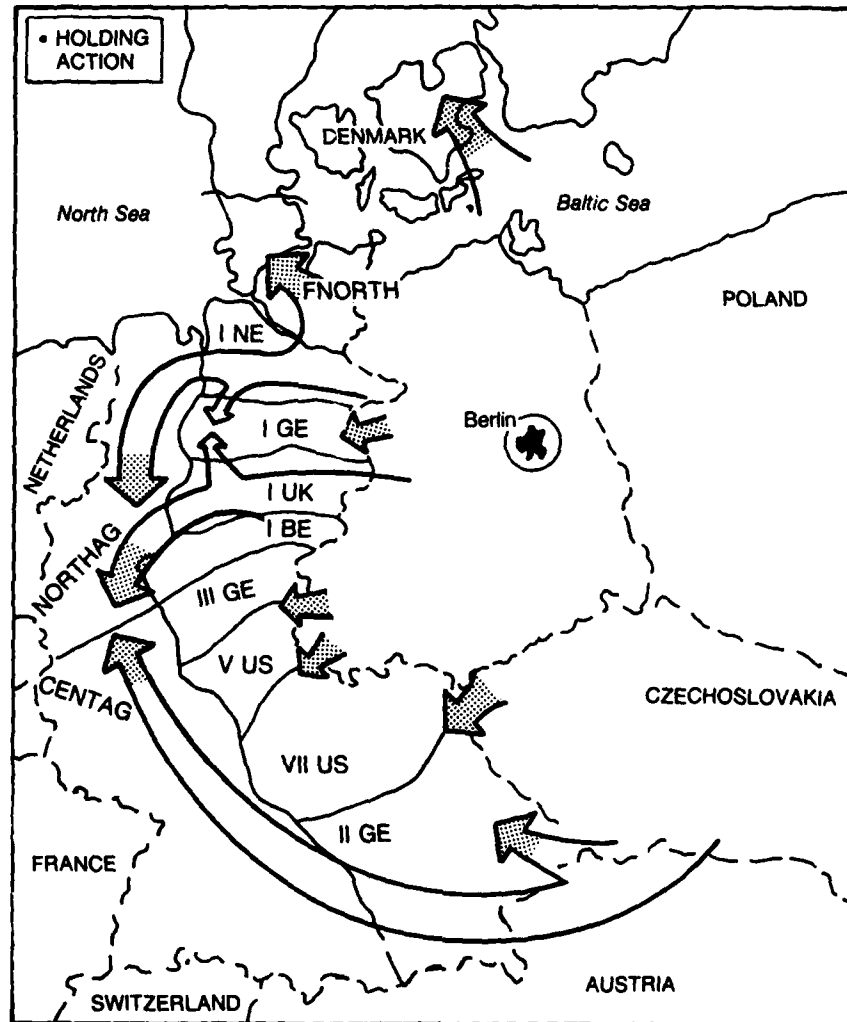 • HOLDING
ACTION
DENMARK
North Sea
Baltic Sea
FNORTH
POLAND
I NE
NETHERLANDS
Berlin
I GE
I UK
I BE
NORTHAG
III GE
V US
CENTAG
CZECHOSLOVAKIA
VII US
II GE
FRANCE
AUSTRIA
SWITZERLAND